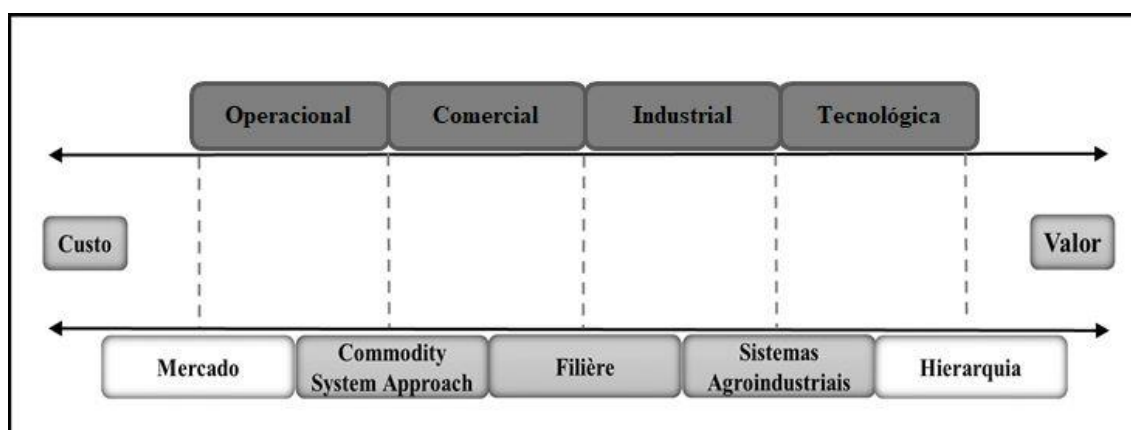 Operacional
Comercial
Industrial
Tecnológica
Custo
Valor
Mercado
Commodity
System Approach
Filière
Sistemas
Agroindustriais
Hierarquia